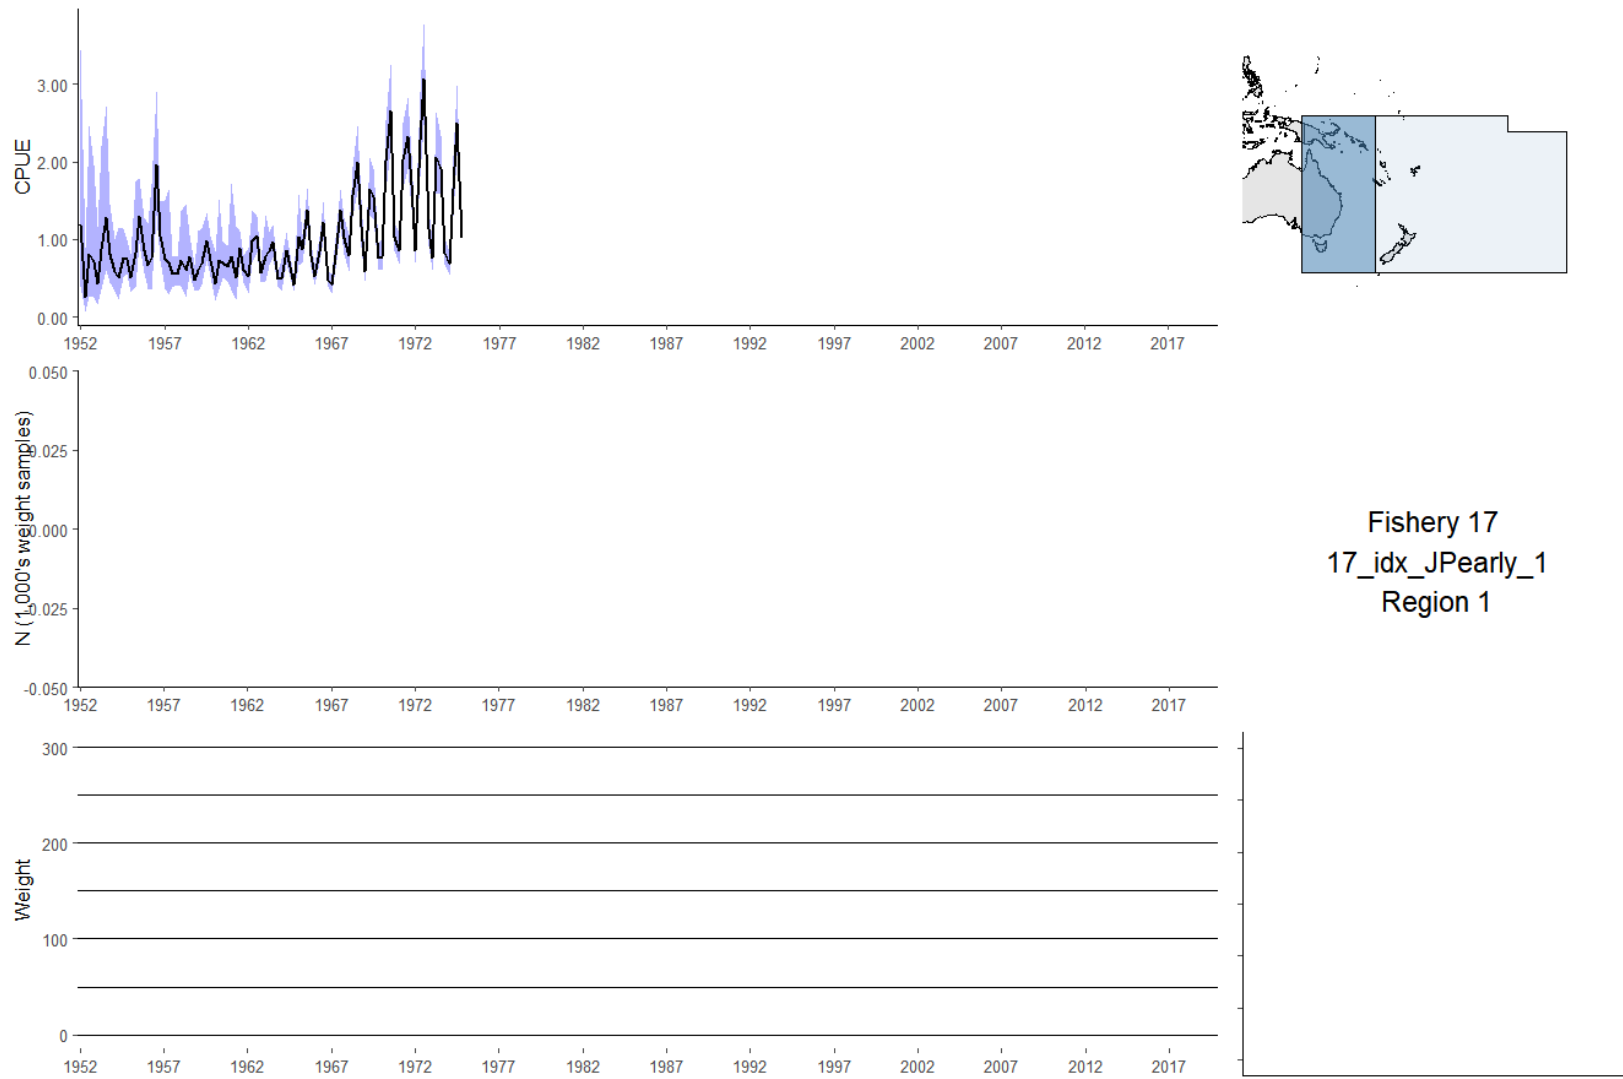 CPUE
3.00
2.00
1.00
0.00
1952 1957 1962 1967 1972 1977 1982 1987 1992 1997 2002 2007 2012 2017
N (1,000's weight samples)
0.050
0.025
0.000
-0.025
-0.050
1952 1957 1962 1967 1972 1977 1982 1987 1992 1997 2002 2007 2012 2017
Fishery 17
17_idx_JPearly_1
Region 1
Weight
300
200
100
0
1952 1957 1962 1967 1972 1977 1982 1987 1992 1997 2002 2007 2012 2017